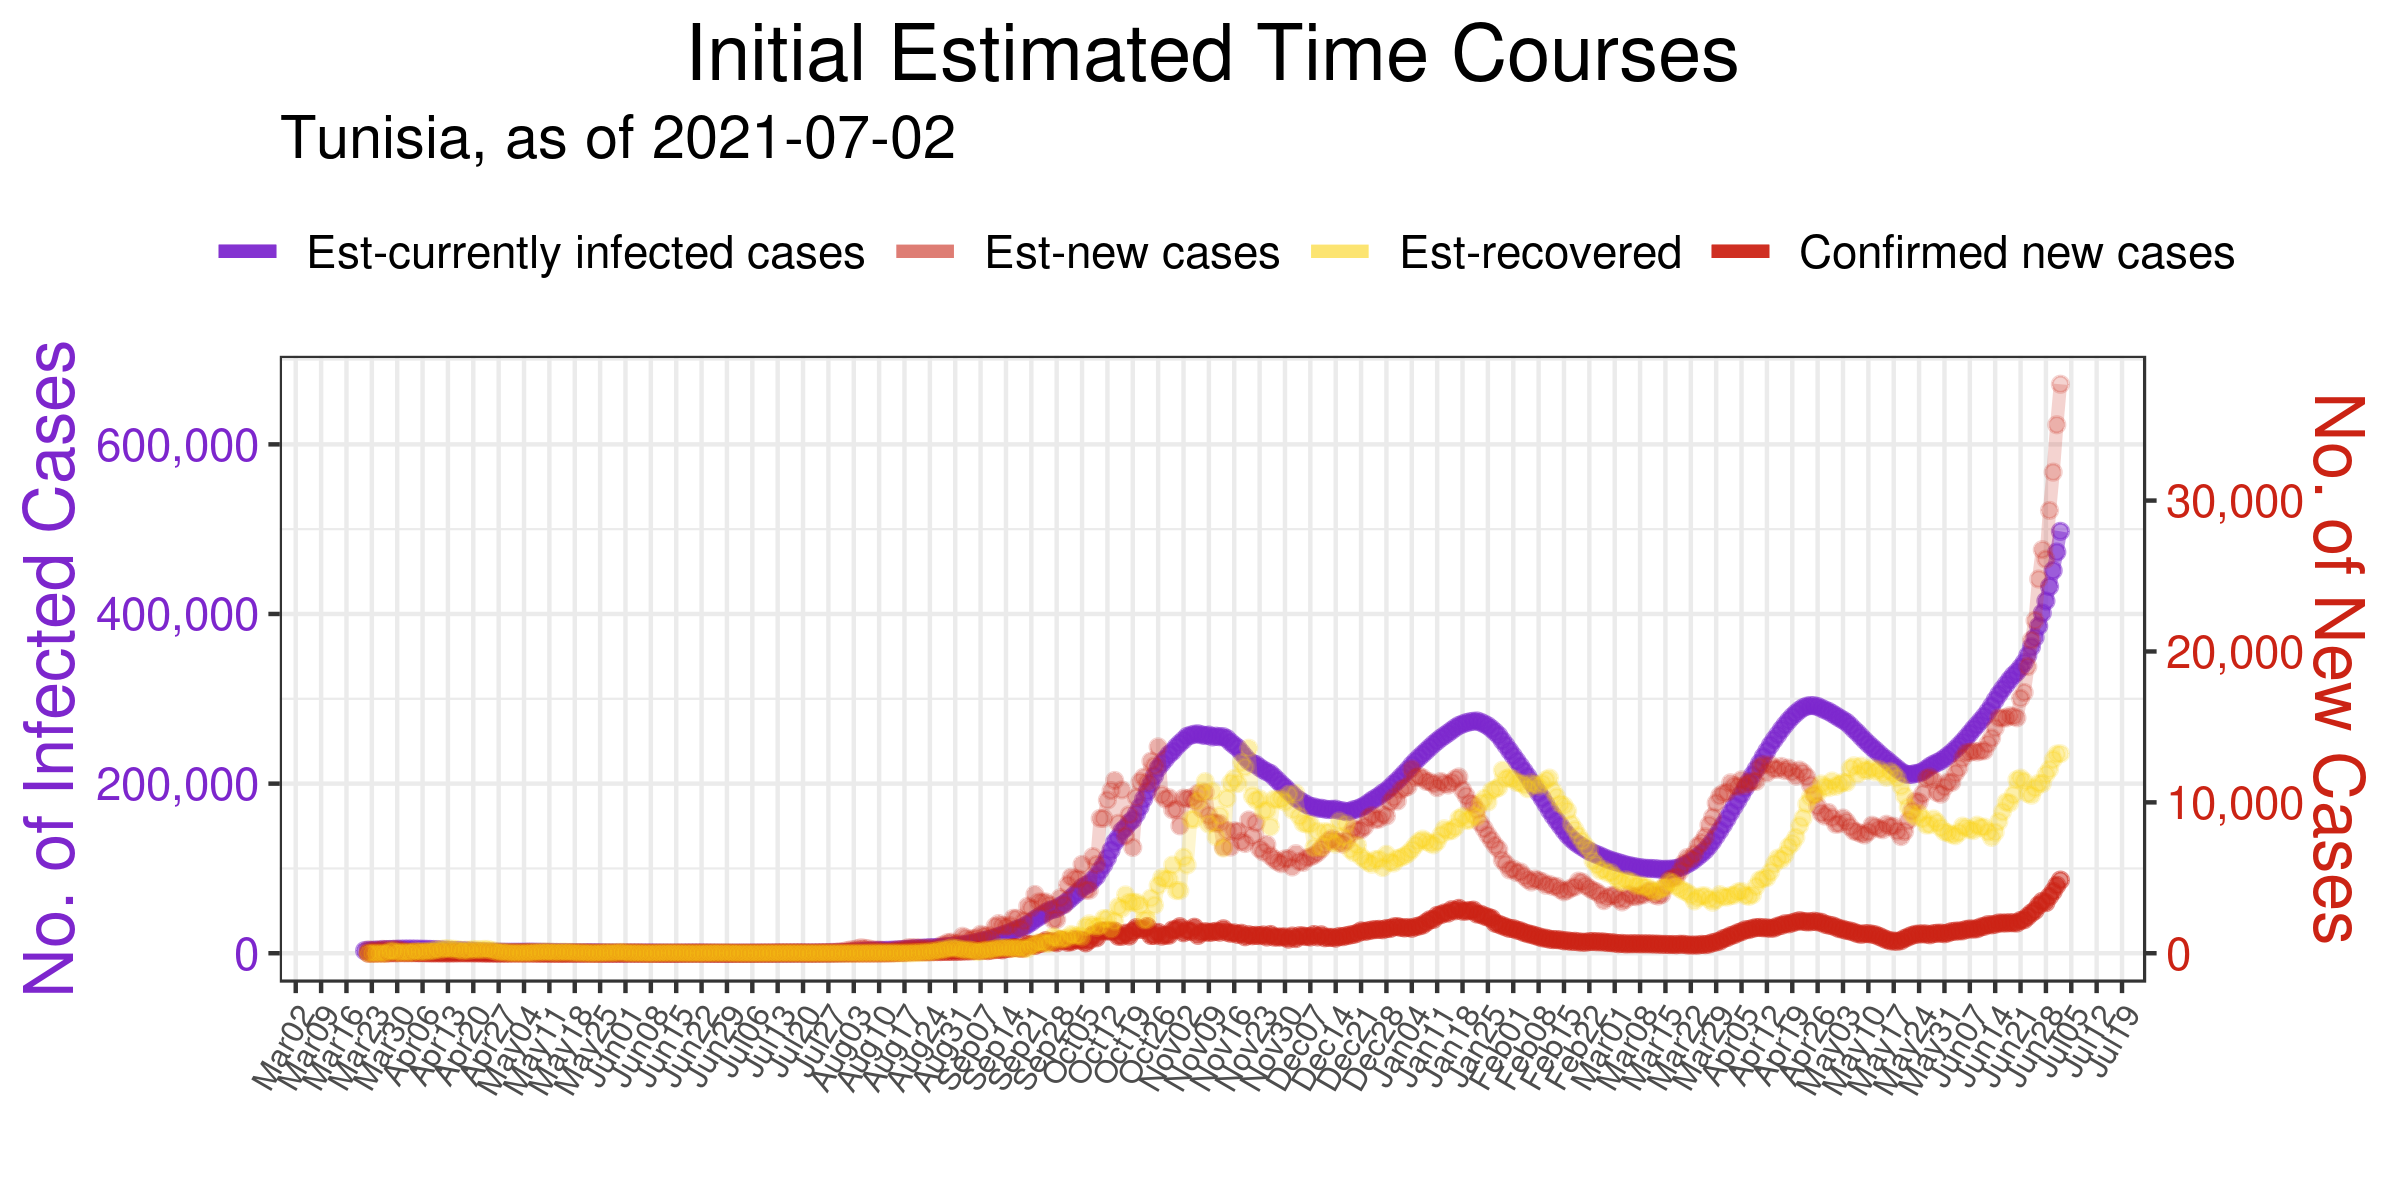 Initial Estimated Time Courses
Tunisia, as of 2021-07-02
Est-currently infected cases
Est-new cases
Est-recovered
Confirmed new cases
No. of Infected Cases
600,000
400,000
200,000
0
No. of New Cases
30,000
20,000
10,000
0
Mar02
Mar09
Mar16
Mar23
Mar30
Apr06
Apr13
Apr20
Apr27
May04
May11
May18
May25
Jun01
Jun08
Jun15
Jun22
Jun29
Jul06
Jul13
Jul20
Jul27
Aug03
Aug10
Aug17
Aug24
Aug31
Sep07
Sep14
Sep21
Sep28
Oct05
Oct12
Oct19
Oct26
Nov02
Nov09
Nov16
Nov23
Nov30
Dec07
Dec14
Dec21
Dec28
Jan04
Jan11
Jan18
Jan25
Feb01
Feb08
Feb15
Feb22
Mar01
Mar08
Mar15
Mar22
Mar29
Apr05
Apr12
Apr19
Apr26
May03
May10
May17
May24
May31
Jun07
Jun14
Jun21
Jun28
Jul05
Jul12
Jul19